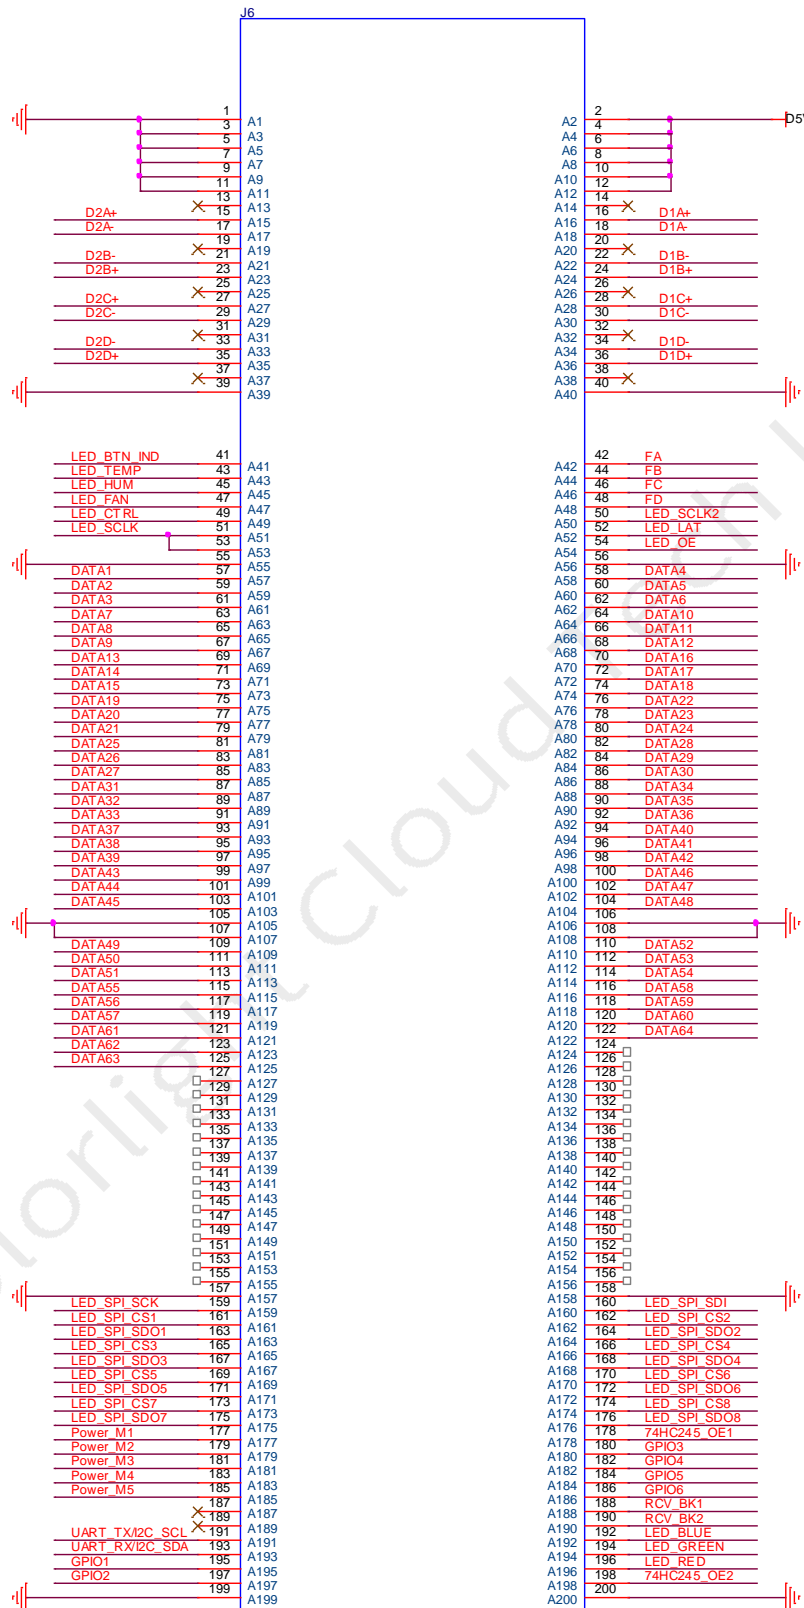 J6
1 A1 A2 2 D5V
3 A3 A4 4
5 A5 A6 6
7 A7 A8 8
9 A9 A10 10
11 A11 A12 12
13 A13 A14 14
D2A+ 15 A15 A16 16 D1A+
D2A- 17 A17 A18 18 D1A-
19 A19 A20 20
D2B- 21 A21 A22 22 D1B-
D2B+ 23 A23 A24 24 D1B+
25 A25 A26 26
D2C+ 27 A27 A28 28 D1C+
D2C- 29 A29 A30 30 D1C-
31 A31 A32 32
D2D- 33 A33 A34 34 D1D-
D2D+ 35 A35 A36 36 D1D+
37 A37 A38 38
39 A39 A40 40
LED_BTN_IND 41 A41 A42 42 FA
LED_TEMP 43 A43 A44 44 FB
LED_HUM 45 A45 A46 46 FC
LED_FAN 47 A47 A48 48 FD
LED_CTRL 49 A49 A50 50 LED_SCLK2
LED_SCLK 51 A51 A52 52 LED_LAT
53 A53 A54 54 LED_OE
55 A55 A56 56
DATA1 57 A57 A58 58 DATA4
DATA2 59 A59 A60 60 DATA5
DATA3 61 A61 A62 62 DATA6
DATA7 63 A63 A64 64 DATA10
DATA8 65 A65 A66 66 DATA11
DATA9 67 A67 A68 68 DATA12
DATA13 69 A69 A70 70 DATA16
DATA14 71 A71 A72 72 DATA17
DATA15 73 A73 A74 74 DATA18
DATA19 75 A75 A76 76 DATA22
DATA20 77 A77 A78 78 DATA23
DATA21 79 A79 A80 80 DATA24
DATA25 81 A81 A82 82 DATA28
DATA26 83 A83 A84 84 DATA29
DATA27 85 A85 A86 86 DATA30
DATA31 87 A87 A88 88 DATA34
DATA32 89 A89 A90 90 DATA35
DATA33 91 A91 A92 92 DATA36
DATA37 93 A93 A94 94 DATA40
DATA38 95 A95 A96 96 DATA41
DATA39 97 A97 A98 98 DATA42
DATA43 99 A99 A100 100 DATA46
DATA44 101 A101 A102 102 DATA47
DATA45 103 A103 A104 104 DATA48
105 A105 A106 106
107 A107 A108 108
DATA49 109 A109 A110 110 DATA52
DATA50 111 A111 A112 112 DATA53
DATA51 113 A113 A114 114 DATA54
DATA55 115 A115 A116 116 DATA58
DATA56 117 A117 A118 118 DATA59
DATA57 119 A119 A120 120 DATA60
DATA61 121 A121 A122 122 DATA64
DATA62 123 A123 A124 124
DATA63 125 A125 A126 126
127 A127 A128 128
129 A129 A130 130
131 A131 A132 132
133 A133 A134 134
135 A135 A136 136
137 A137 A138 138
139 A139 A140 140
141 A141 A142 142
143 A143 A144 144
145 A145 A146 146
147 A147 A148 148
149 A149 A150 150
151 A151 A152 152
153 A153 A154 154
155 A155 A156 156
157 A157 A158 158
LED_SPI_SCK 159 A159 A160 160 LED_SPI_SDI
LED_SPI_CS1 161 A161 A162 162 LED_SPI_CS2
LED_SPI_SDO1 163 A163 A164 164 LED_SPI_SDO2
LED_SPI_CS3 165 A165 A166 166 LED_SPI_CS4
LED_SPI_SDO3 167 A167 A168 168 LED_SPI_SDO4
LED_SPI_CS5 169 A169 A170 170 LED_SPI_CS6
LED_SPI_SDO5 171 A171 A172 172 LED_SPI_SDO6
LED_SPI_CS7 173 A173 A174 174 LED_SPI_CS8
LED_SPI_SDO7 175 A175 A176 176 LED_SPI_SDO8
Power_M1 177 A177 A178 178 74HC245_OE1
Power_M2 179 A179 A180 180 GPIO3
Power_M3 181 A181 A182 182 GPIO4
Power_M4 183 A183 A184 184 GPIO5
Power_M5 185 A185 A186 186 GPIO6
187 A187 A188 188 RCV_BK1
189 A189 A190 190 RCV_BK2
UART_TX/I2C_SCL 191 A191 A192 192 LED_BLUE
UART_RX/I2C_SDA 193 A193 A194 194 LED_GREEN
GPIO1 195 A195 A196 196 LED_RED
GPIO2 197 A197 A198 198 74HC245_OE2
199 A199 A200 200
lorlight Cloud Tech